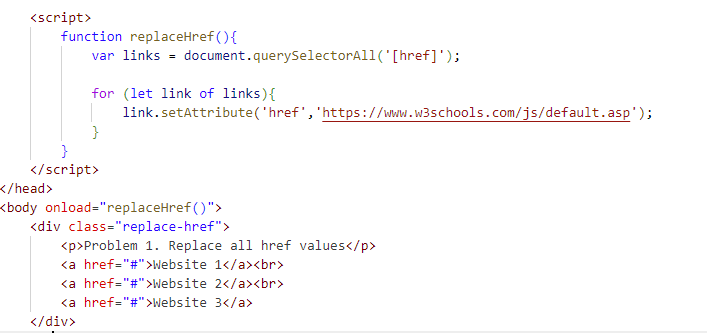 <script>
function replaceHref(){
var links = document.querySelectorAll('[href]');
for (let link of links){
link.setAttribute('href','https://www.w3schools.com/js/default.asp');
}
}
</script>
</head>
<body onload="replaceHref()">
<div class="replace-href">
<p>Problem 1. Replace all href values</p>
<a href="#">Website 1</a><br>
<a href="#">Website 2</a><br>
<a href="#">Website 3</a>
</div>